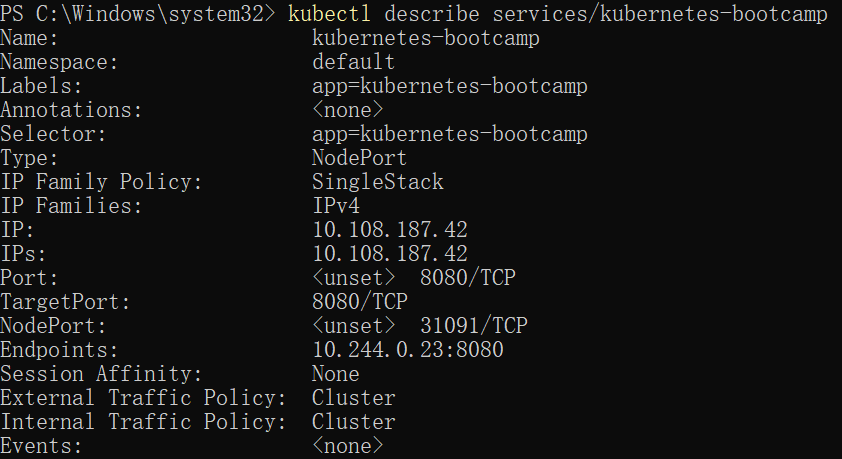 PS C:\Windows\system32> kubectl describe services/kubernetes-bootcamp
Name:                     kubernetes-bootcamp
Namespace:                default
Labels:                   app=kubernetes-bootcamp
Annotations:              <none>
Selector:                 app=kubernetes-bootcamp
Type:                     NodePort
IP Family Policy:         SingleStack
IP Families:              IPv4
IP:                       10.108.187.42
IPs:                      10.108.187.42
Port:                     <unset>  8080/TCP
TargetPort:               8080/TCP
NodePort:                 <unset>  31091/TCP
Endpoints:                10.244.0.23:8080
Session Affinity:         None
External Traffic Policy:  Cluster
Internal Traffic Policy:  Cluster
Events:                   <none>